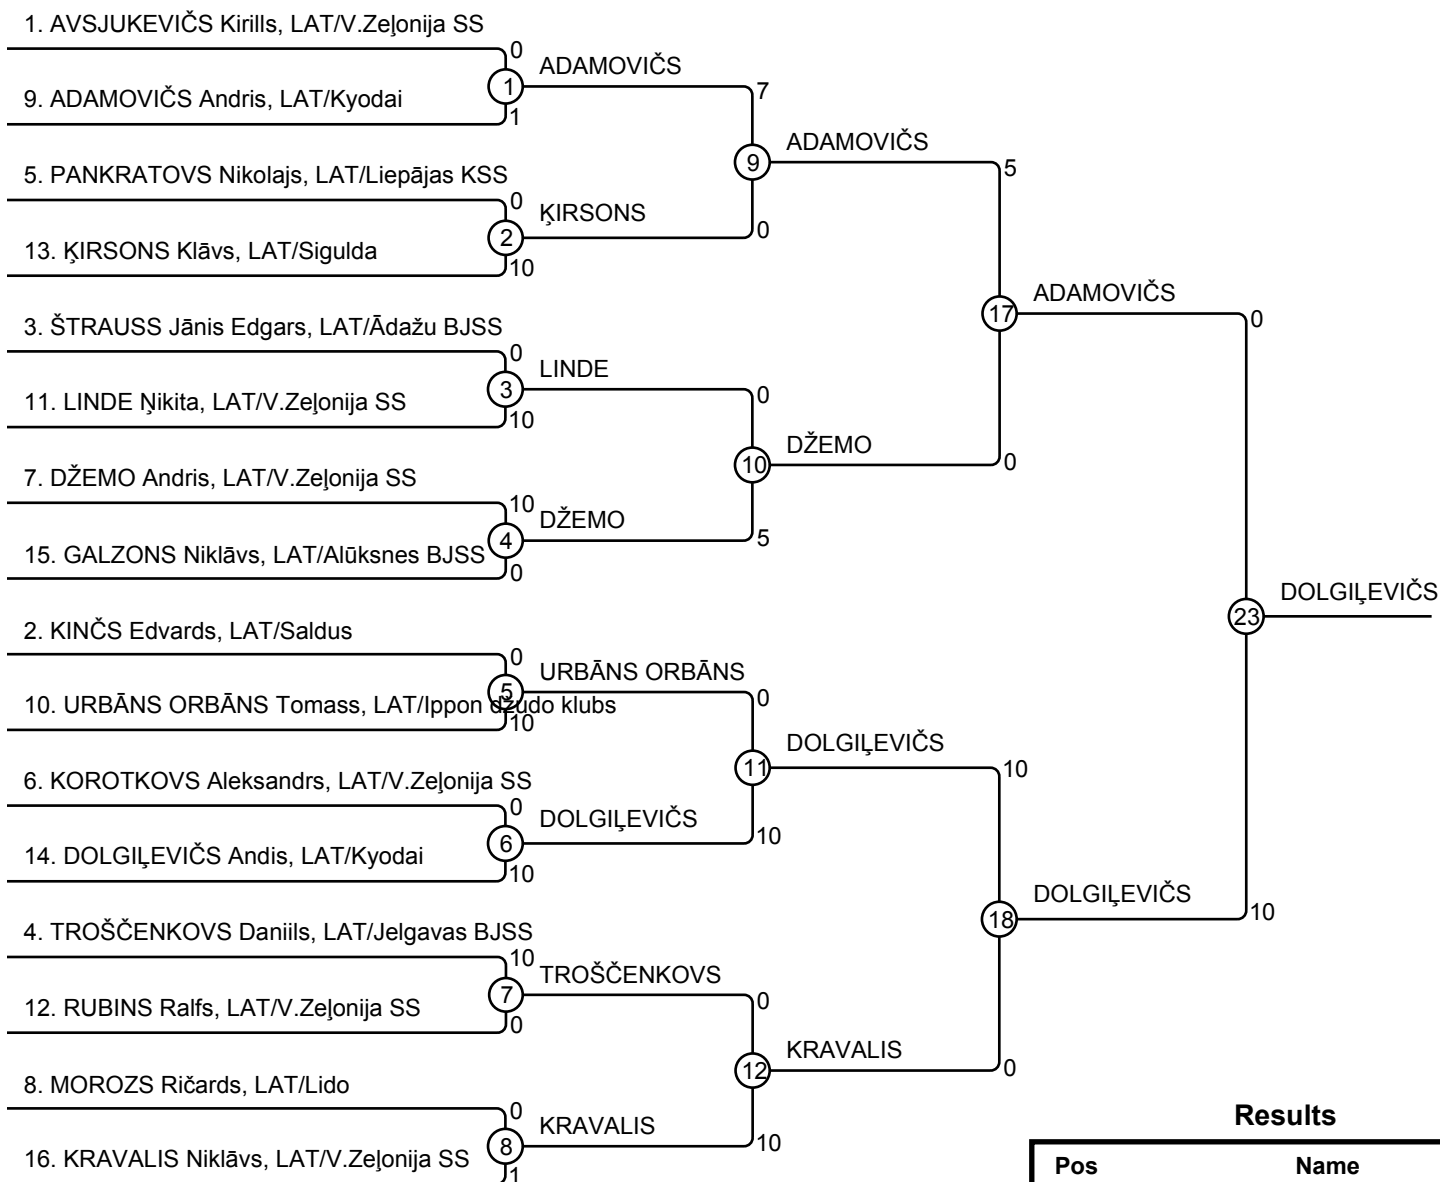 1. AVSJUKEVIČS Kirills, LAT/V.Zeļonija SS
0
1
ADAMOVIČS
9. ADAMOVIČS Andris, LAT/Kyodai
1
7
9
ADAMOVIČS
5. PANKRATOVS Nikolajs, LAT/Liepājas KSS
0
2
ĶIRSONS
0
13. ĶIRSONS Klāvs, LAT/Sigulda
10
5
17
ADAMOVIČS
3. ŠTRAUSS Jānis Edgars, LAT/Ādažu BJSS
0
3
LINDE
0
11. LINDE Ņikita, LAT/V.Zeļonija SS
10
10
DŽEMO
0
7. DŽEMO Andris, LAT/V.Zeļonija SS
10
4
DŽEMO
5
15. GALZONS Niklāvs, LAT/Alūksnes BJSS
0
0
23
DOLGIĻEVIČS
2. KINČS Edvards, LAT/Saldus
0
5
URBĀNS ORBĀNS
0
10. URBĀNS ORBĀNS Tomass, LAT/Ippon džudo klubs
10
11
DOLGIĻEVIČS
10
6. KOROTKOVS Aleksandrs, LAT/V.Zeļonija SS
0
6
DOLGIĻEVIČS
10
14. DOLGIĻEVIČS Andis, LAT/Kyodai
10
18
DOLGIĻEVIČS
10
4. TROŠČENKOVS Daniils, LAT/Jelgavas BJSS
10
7
TROŠČENKOVS
0
12. RUBINS Ralfs, LAT/V.Zeļonija SS
0
12
KRAVALIS
0
8. MOROZS Ričards, LAT/Lido
0
8
KRAVALIS
10
16. KRAVALIS Niklāvs, LAT/V.Zeļonija SS
1
Results
Pos Name